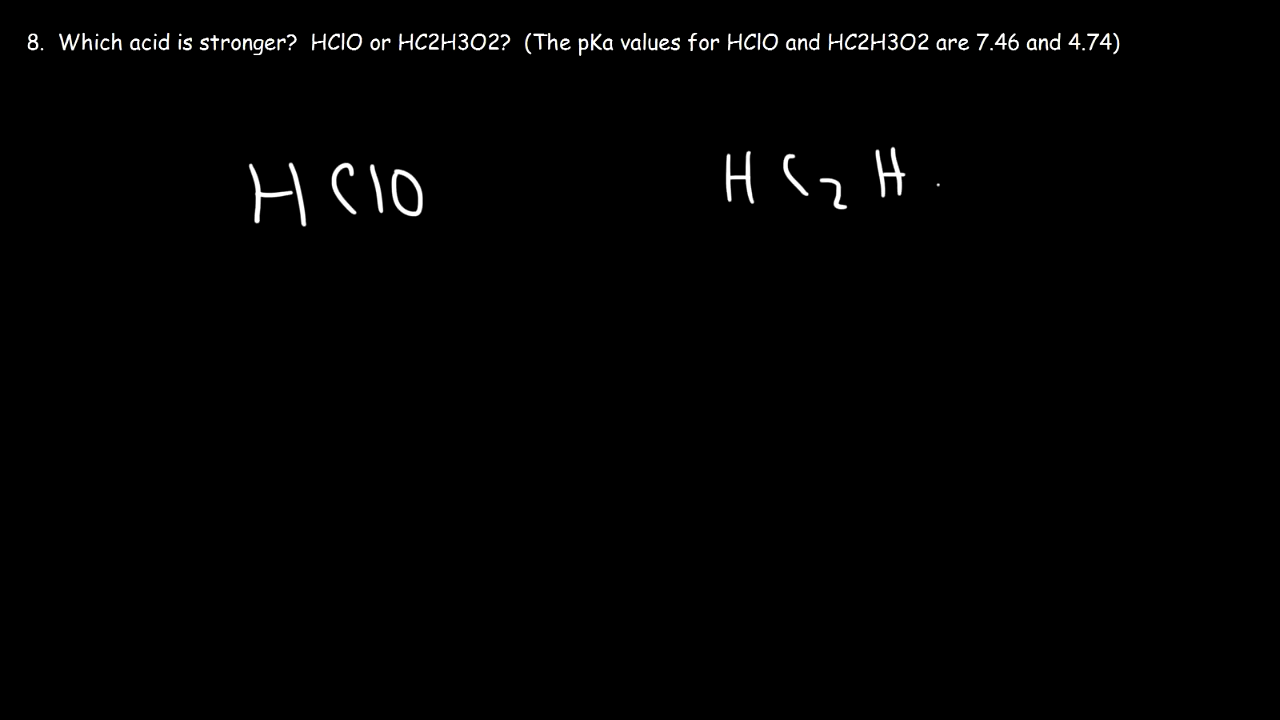 8. Which acid is stronger? HClO or HC2H3O2? (The pKa values for HClO and HC2H3O2 are 7.46 and 4.74)
HClO HC₂H